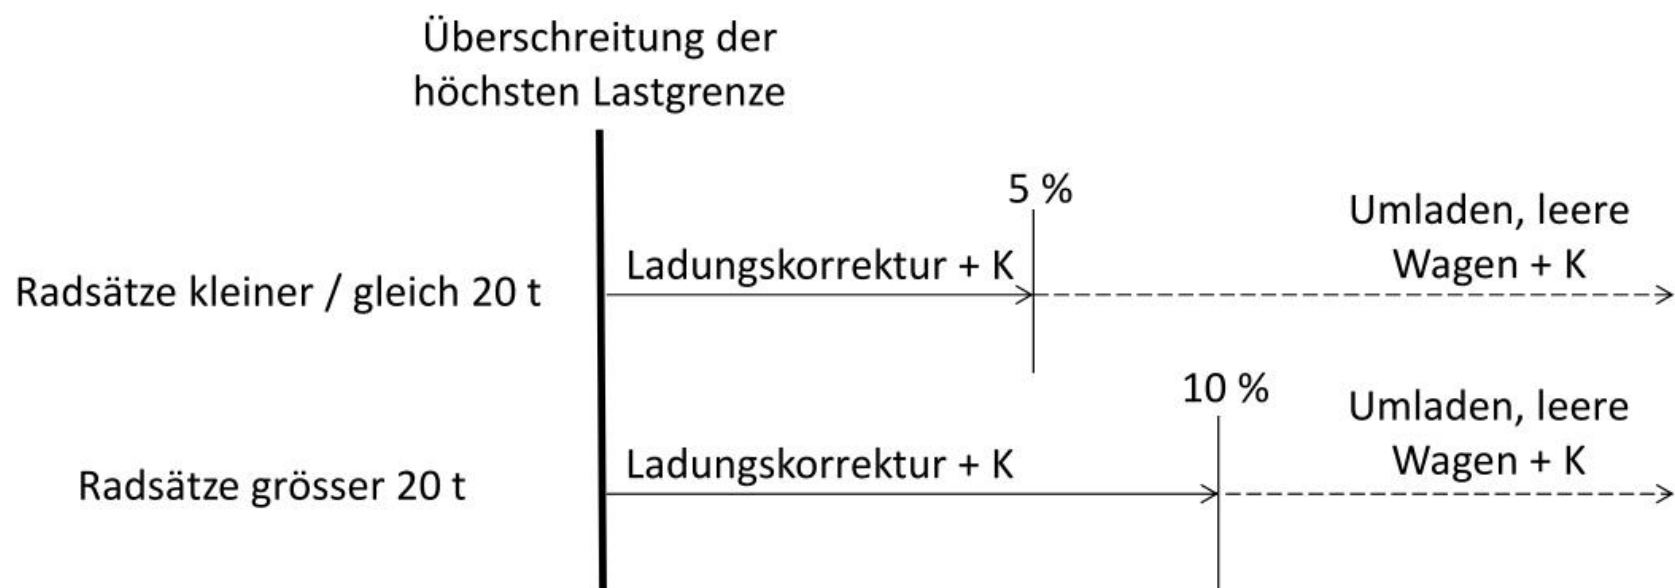 Überschreitung der
höchsten Lastgrenze
5 %
Umladen, leere
Wagen + K
Ladungskorrektur + K
Radsätze kleiner / gleich 20 t
10 %
Umladen, leere
Wagen + K
Ladungskorrektur + K
Radsätze grösser 20 t